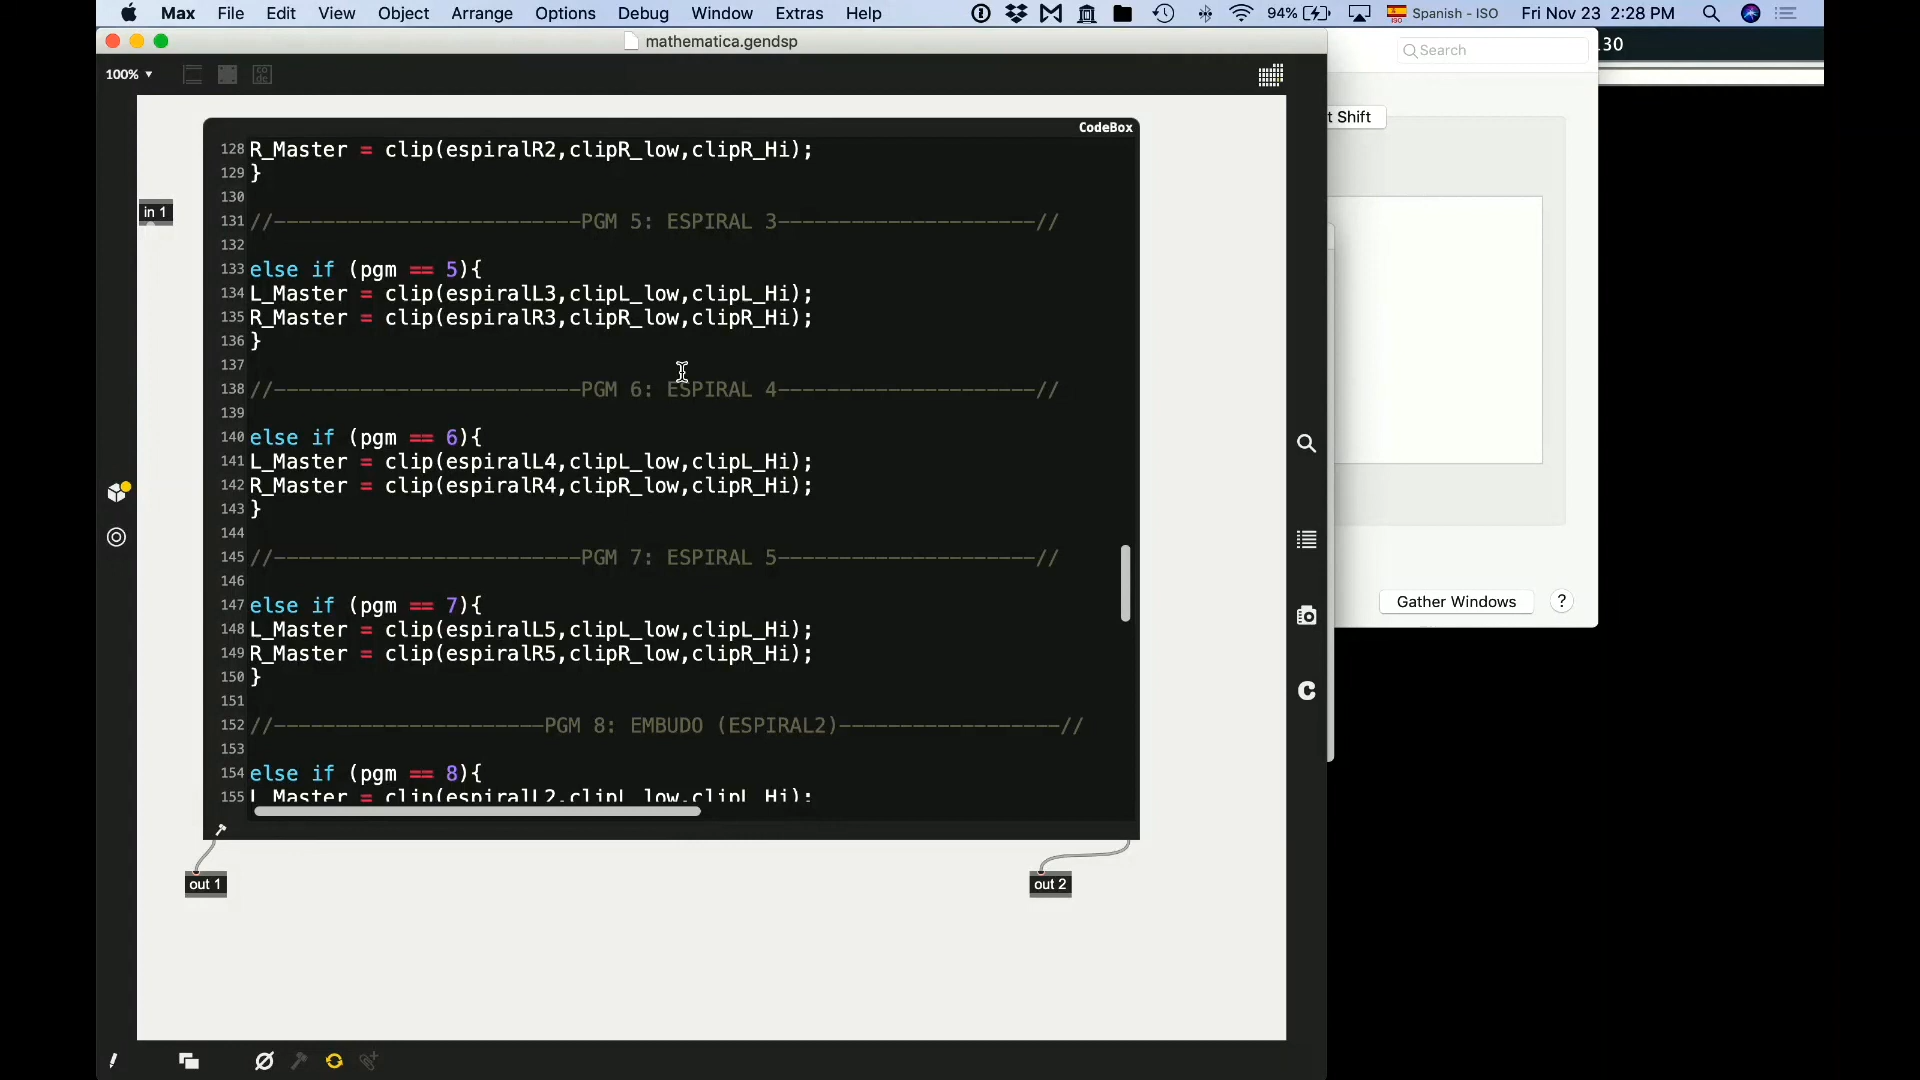 Max File Edit View Object Arrange Options Debug Window Extras Help 94% Spanish - ISO Fri Nov 23 2:28 PM
mathematica.gendsp
Search
30
100%
t Shift
CodeBox
in 1
128 R_Master = clip(espiralR2,clipR_low,clipR_Hi);
129 }
130
131 //-------------------------PGM 5: ESPIRAL 3---------------------//
132
133 else if (pgm == 5){
134 L_Master = clip(espiralL3,clipL_low,clipL_Hi);
135 R_Master = clip(espiralR3,clipR_low,clipR_Hi);
136 }
137
138 //-------------------------PGM 6: ESPIRAL 4---------------------//
139
140 else if (pgm == 6){
141 L_Master = clip(espiralL4,clipL_low,clipL_Hi);
142 R_Master = clip(espiralR4,clipR_low,clipR_Hi);
143 }
144
145 //-------------------------PGM 7: ESPIRAL 5---------------------//
146
147 else if (pgm == 7){
148 L_Master = clip(espiralL5,clipL_low,clipL_Hi);
149 R_Master = clip(espiralR5,clipR_low,clipR_Hi);
150 }
151
152 //----------------------PGM 8: EMBUDO (ESPIRAL2)------------------//
153
154 else if (pgm == 8){
155 L_Master = clip(espiralL2,clipL_low,clipL_Hi);
Gather Windows ?
C
out 1
out 2